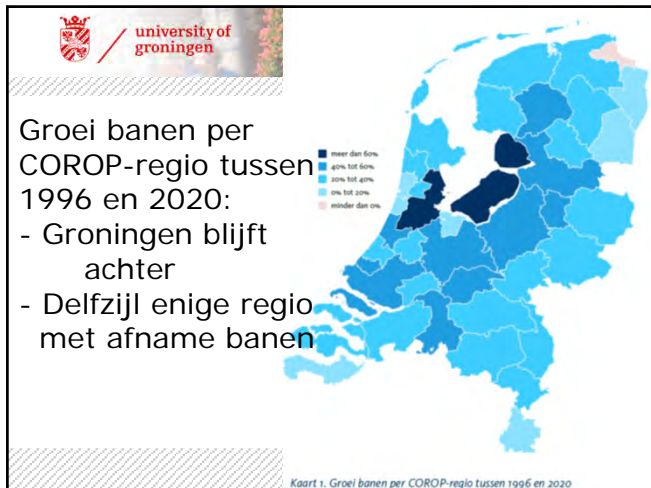 university of
groningen
Groei banen per
COROP-regio tussen
1996 en 2020:
- Groningen blijft
achter
- Delfzijl enige regio
met afname banen
meer dan 60%
40% tot 60%
20% tot 40%
0% tot 20%
minder dan 0%
Kaart 1. Groei banen per COROP-regio tussen 1996 en 2020